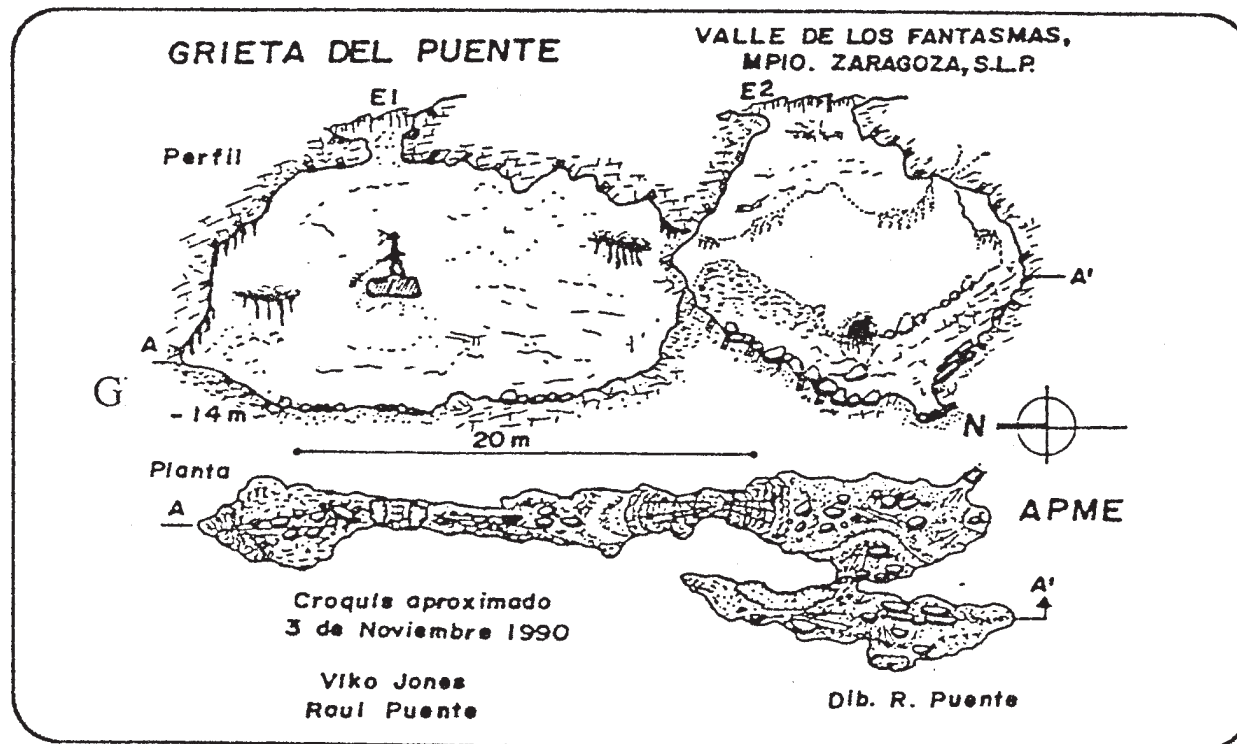 GRIETA DEL PUENTE
VALLE DE LOS FANTASMAS,
MPIO. ZARAGOZA, S.L.P.
E1
E2
Perfil
A
A'
G
-14m-
20 m
N
Planta
A
APME
A'
Croquis aproximado
3 de Noviembre 1990
Viko Jones
Raul Puente
Dib. R. Puente